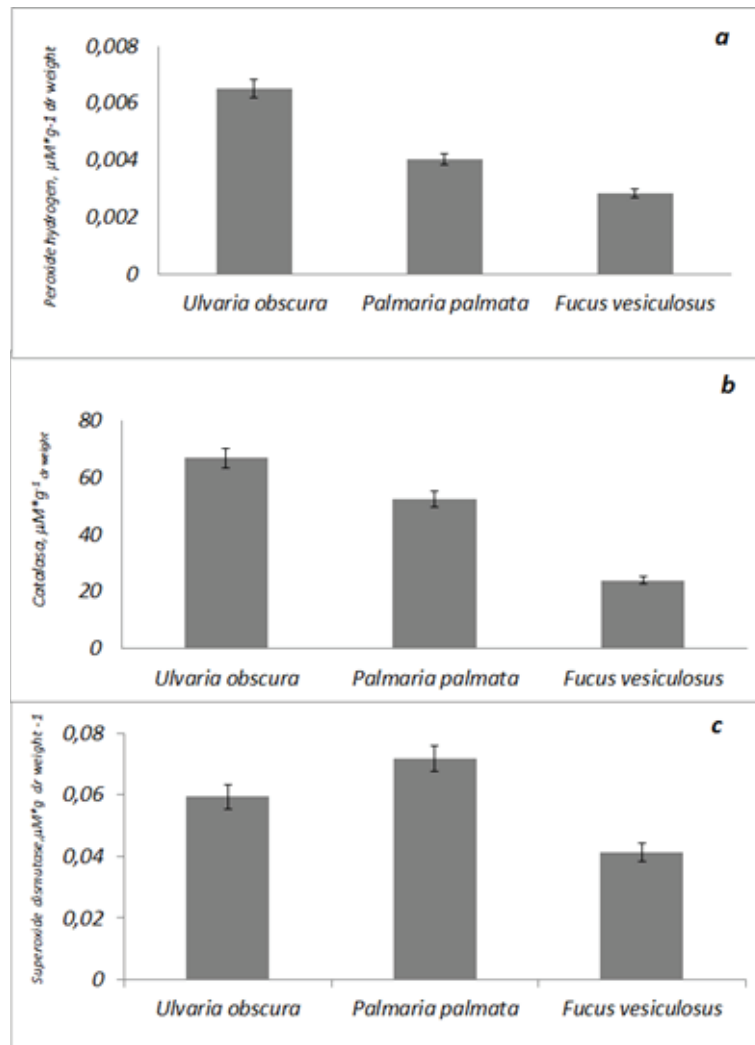 a
Peroxide hydrogen, µM*g-1 dr weight
0,008
0,006
0,004
0,002
0
Ulvaria obscura Palmaria palmata Fucus vesiculosus
b
Catalasa, µM*g⁻¹ dr weight
80
60
40
20
0
Ulvaria obscura Palmaria palmata Fucus vesiculosus
c
Superoxide dismutase,µM*g dr weight -1
0,08
0,06
0,04
0,02
0
Ulvaria obscura Palmaria palmata Fucus vesiculosus